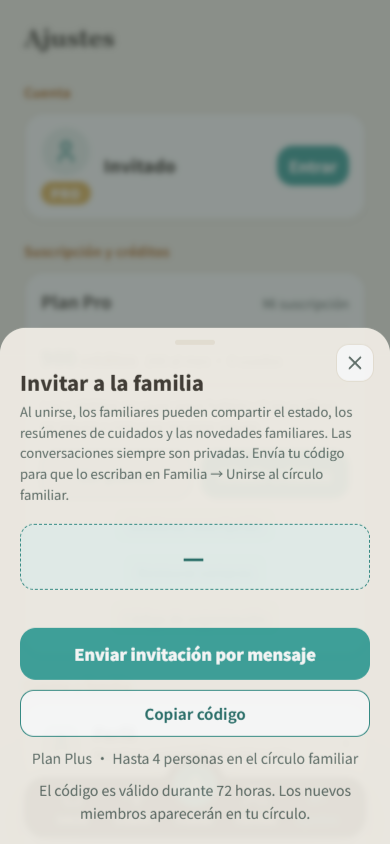 Ajustes
Cuenta
Invitado
Entrar
Suscripción y créditos
Plan Pro
Mi suscripción
Invitar a la familia
Al unirse, los familiares pueden compartir el estado, los
resúmenes de cuidados y las novedades familiares. Las
conversaciones siempre son privadas. Envía tu código
para que lo escriban en Familia → Unirse al círculo
familiar.
—
Enviar invitación por mensaje
Copiar código
Plan Plus • Hasta 4 personas en el círculo familiar
El código es válido durante 72 horas. Los nuevos
miembros aparecerán en tu círculo.